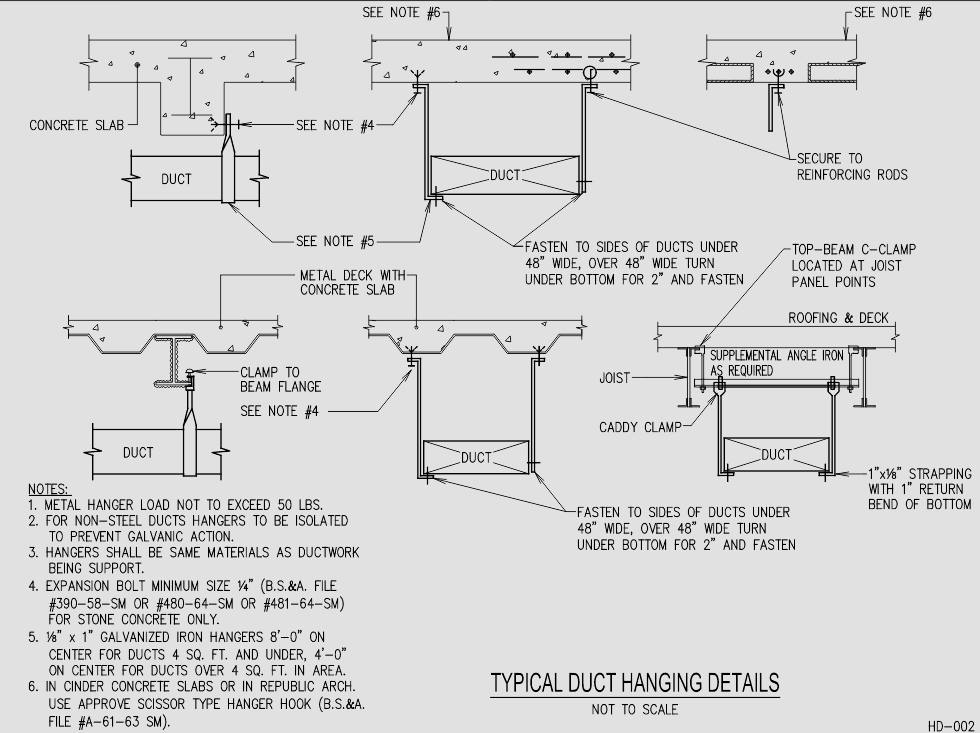 SEE NOTE #6
SEE NOTE #6
CONCRETE SLAB
SEE NOTE #4
DUCT
DUCT
SECURE TO
REINFORCING RODS
SEE NOTE #5
FASTEN TO SIDES OF DUCTS UNDER
48" WIDE, OVER 48" WIDE TURN
UNDER BOTTOM FOR 2" AND FASTEN
TOP-BEAM C-CLAMP
LOCATED AT JOIST
PANEL POINTS
METAL DECK WITH
CONCRETE SLAB
ROOFING & DECK
SUPPLEMENTAL ANGLE IRON
AS REQUIRED
JOIST
CLAMP TO
BEAM FLANGE
SEE NOTE #4
CADDY CLAMP
DUCT
DUCT
DUCT
1"x⅛" STRAPPING
WITH 1" RETURN
BEND OF BOTTOM
FASTEN TO SIDES OF DUCTS UNDER
48" WIDE, OVER 48" WIDE TURN
UNDER BOTTOM FOR 2" AND FASTEN
NOTES:
1. METAL HANGER LOAD NOT TO EXCEED 50 LBS.
2. FOR NON-STEEL DUCTS HANGERS TO BE ISOLATED
TO PREVENT GALVANIC ACTION.
3. HANGERS SHALL BE SAME MATERIALS AS DUCTWORK
BEING SUPPORT.
4. EXPANSION BOLT MINIMUM SIZE ¼" (B.S.&A. FILE
#390-58-SM OR #480-64-SM OR #481-64-SM)
FOR STONE CONCRETE ONLY.
5. ⅛" x 1" GALVANIZED IRON HANGERS 8'-0" ON
CENTER FOR DUCTS 4 SQ. FT. AND UNDER, 4'-0"
ON CENTER FOR DUCTS OVER 4 SQ. FT. IN AREA.
6. IN CINDER CONCRETE SLABS OR IN REPUBLIC ARCH.
USE APPROVE SCISSOR TYPE HANGER HOOK (B.S.&A.
FILE #A-61-63 SM).
TYPICAL DUCT HANGING DETAILS
NOT TO SCALE
HD-002